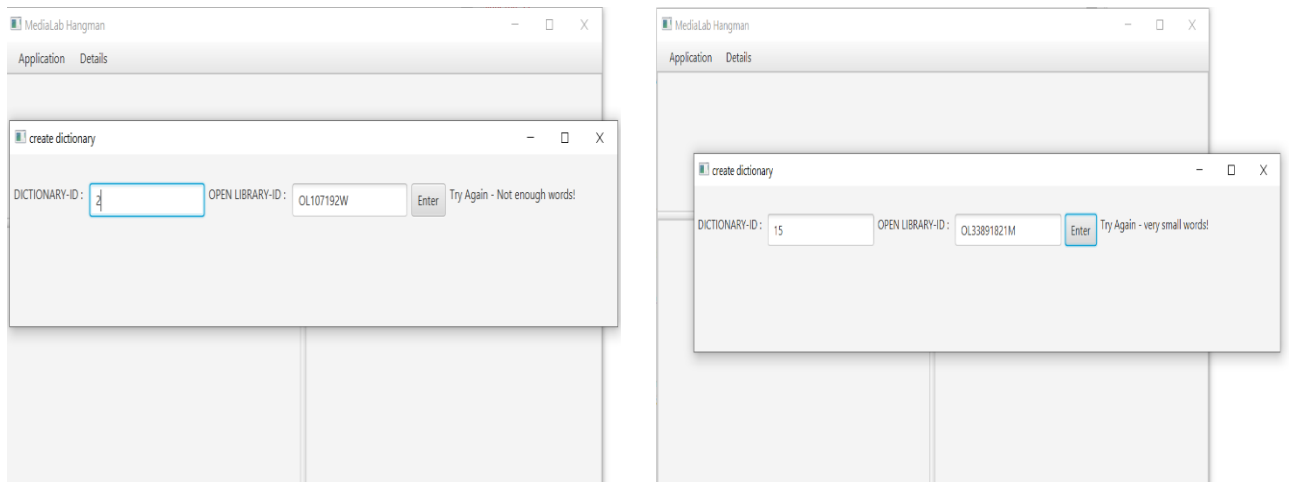 MediaLab Hangman
Application Details
create dictionary
DICTIONARY-ID : 2 OPEN LIBRARY-ID : OL107192W Enter Try Again - Not enough words!
MediaLab Hangman
Application Details
create dictionary
DICTIONARY-ID : 15 OPEN LIBRARY-ID : OL33891821M Enter Try Again - very small words!